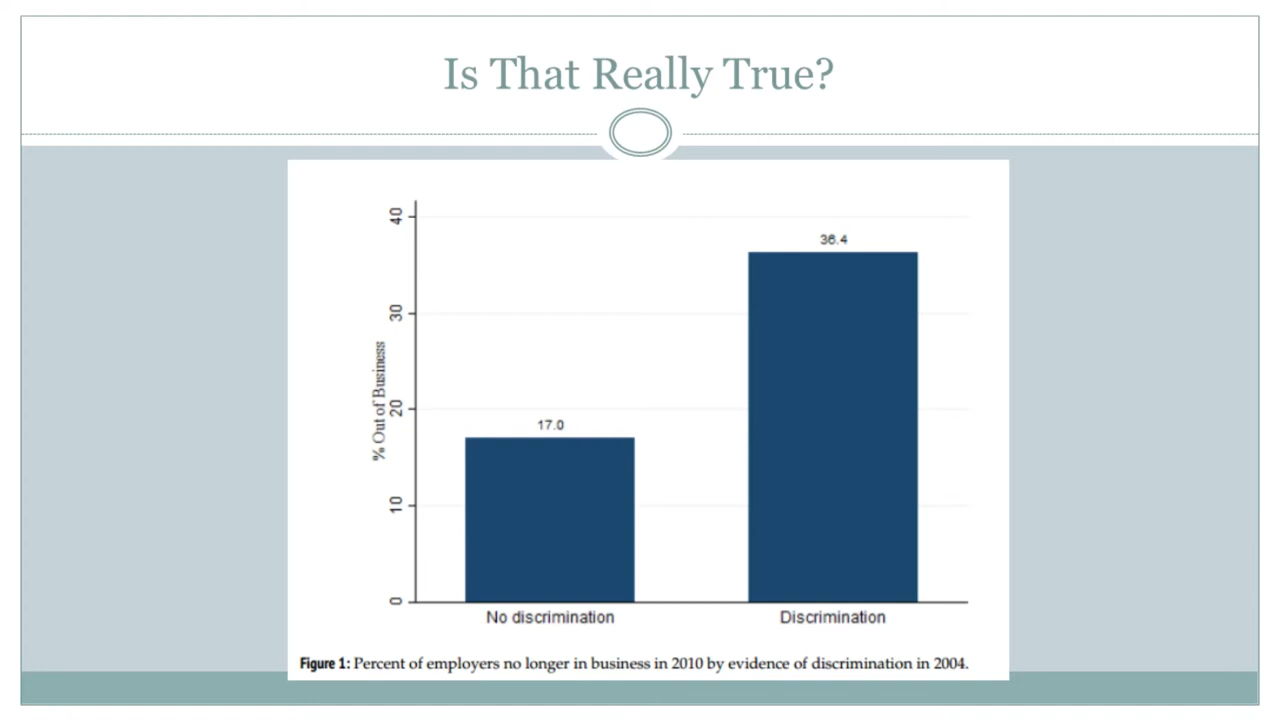 Is That Really True?
40
36.4
30
% Out of Business
20
17.0
10
0
No discrimination
Discrimination
Figure 1: Percent of employers no longer in business in 2010 by evidence of discrimination in 2004.